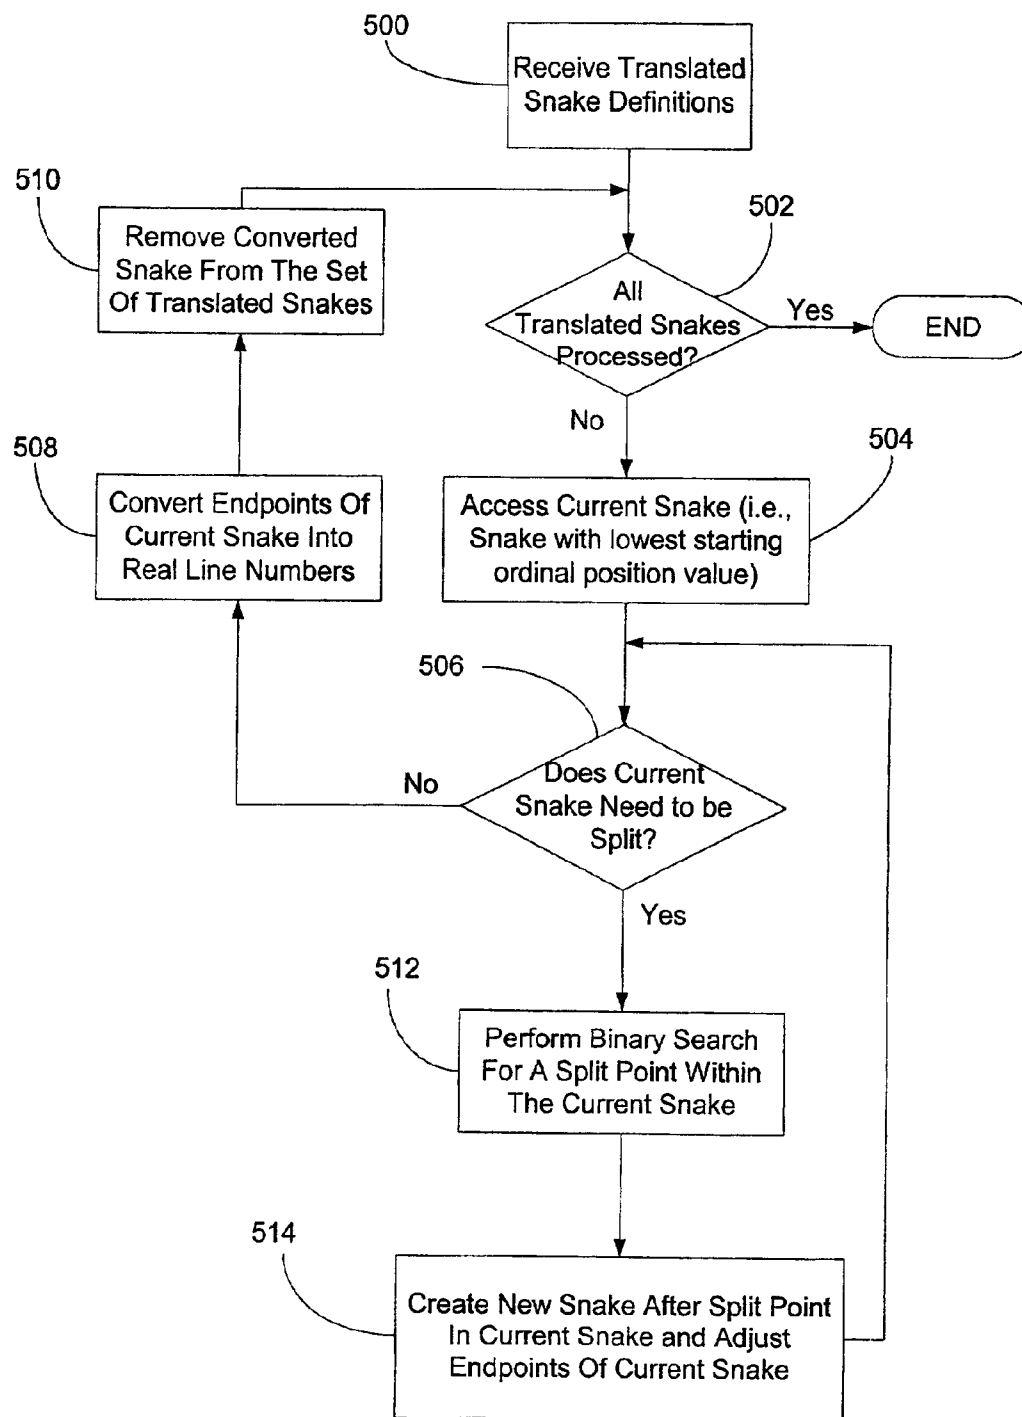 500
Receive Translated
Snake Definitions
510
Remove Converted
Snake From The Set
Of Translated Snakes
502
All
Translated Snakes
Processed?
Yes
END
No
508
Convert Endpoints Of
Current Snake Into
Real Line Numbers
504
Access Current Snake (i.e.,
Snake with lowest starting
ordinal position value)
506
Does Current
Snake Need to be
Split?
No
Yes
512
Perform Binary Search
For A Split Point Within
The Current Snake
514
Create New Snake After Split Point
In Current Snake and Adjust
Endpoints Of Current Snake